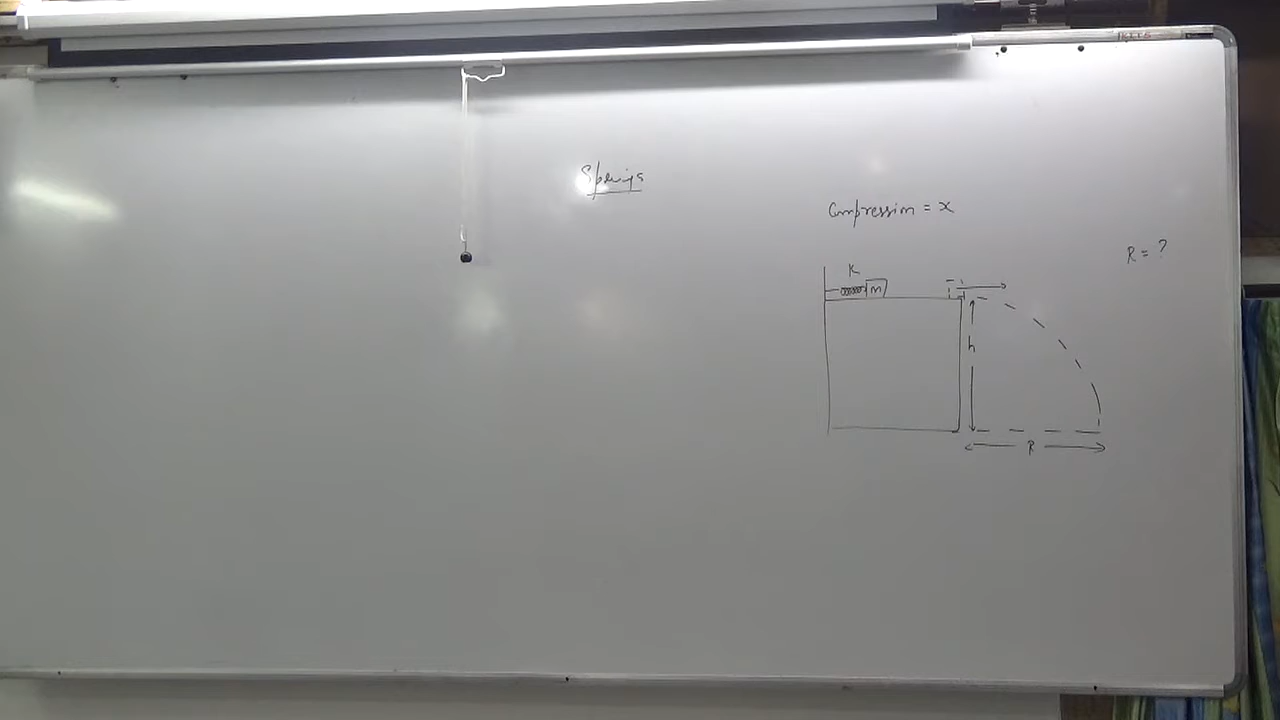 Springs
Compression = x
R = ?
K
m
h
R